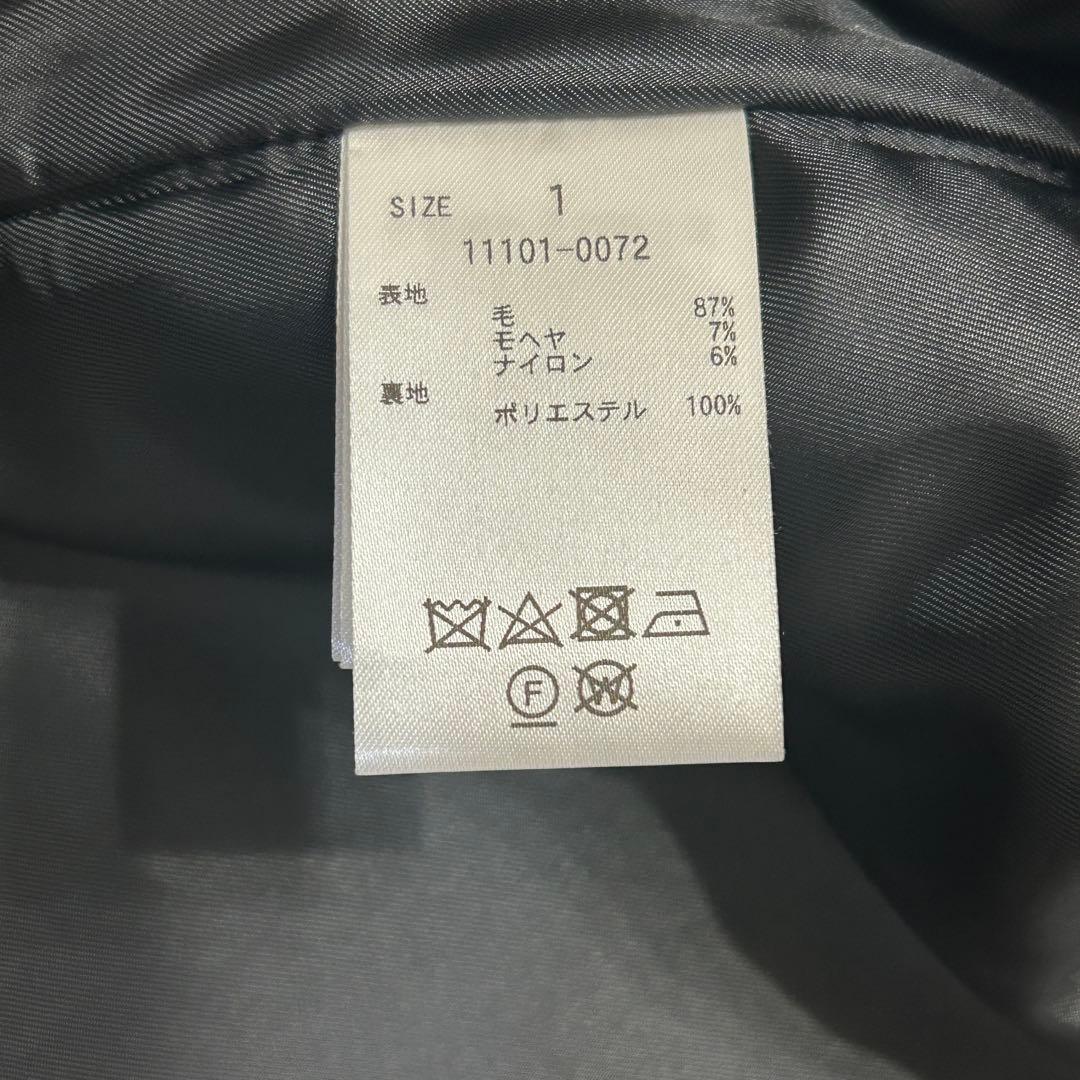 SIZE 1
11101-0072
表地
毛 87%
モヘヤ 7%
ナイロン 6%
裏地
ポリエステル 100%
F W